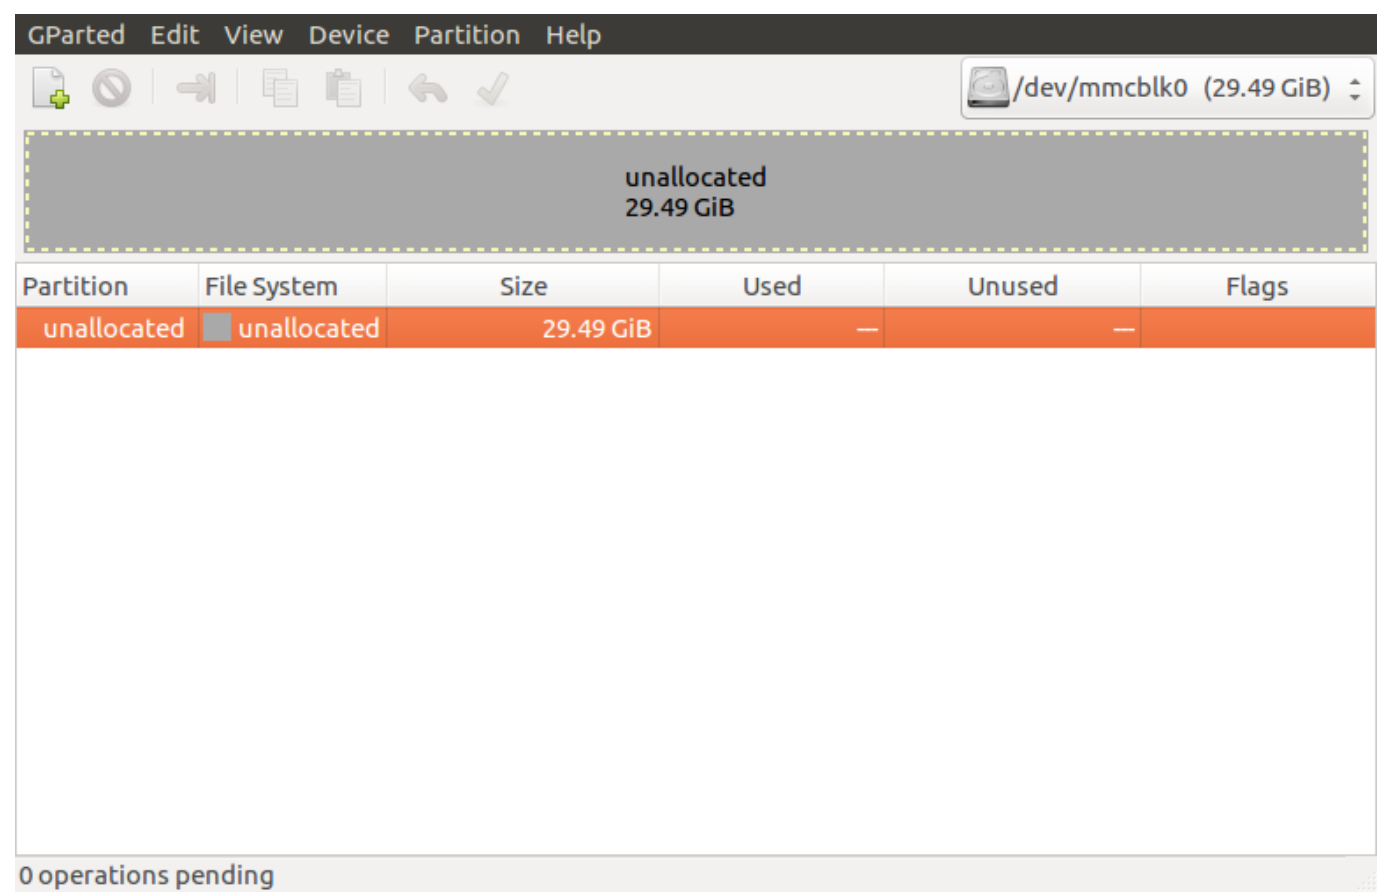 GParted Edit View Device Partition Help
/dev/mmcblk0 (29.49 GiB)
unallocated
29.49 GiB
Partition File System Size Used Unused Flags
unallocated unallocated 29.49 GiB --- ---
0 operations pending